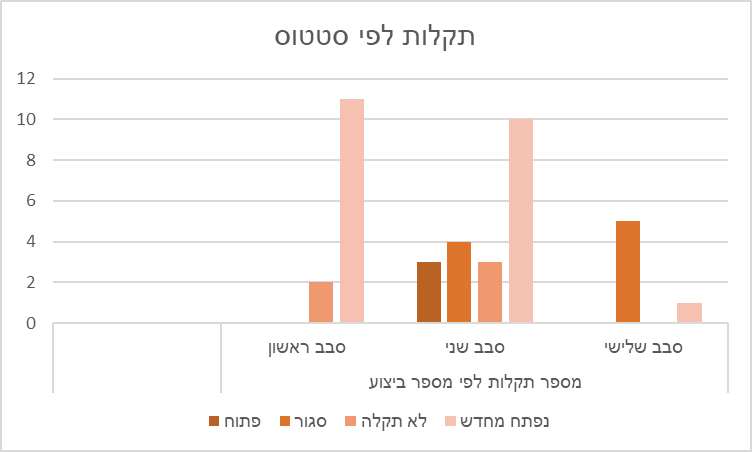 תקלות לפי סטטוס
12
10
8
6
4
2
0
סבב ראשון סבב שני סבב שלישי
מספר תקלות לפי מספר ביצוע
פתוח סגור לא תקלה נפתח מחדש